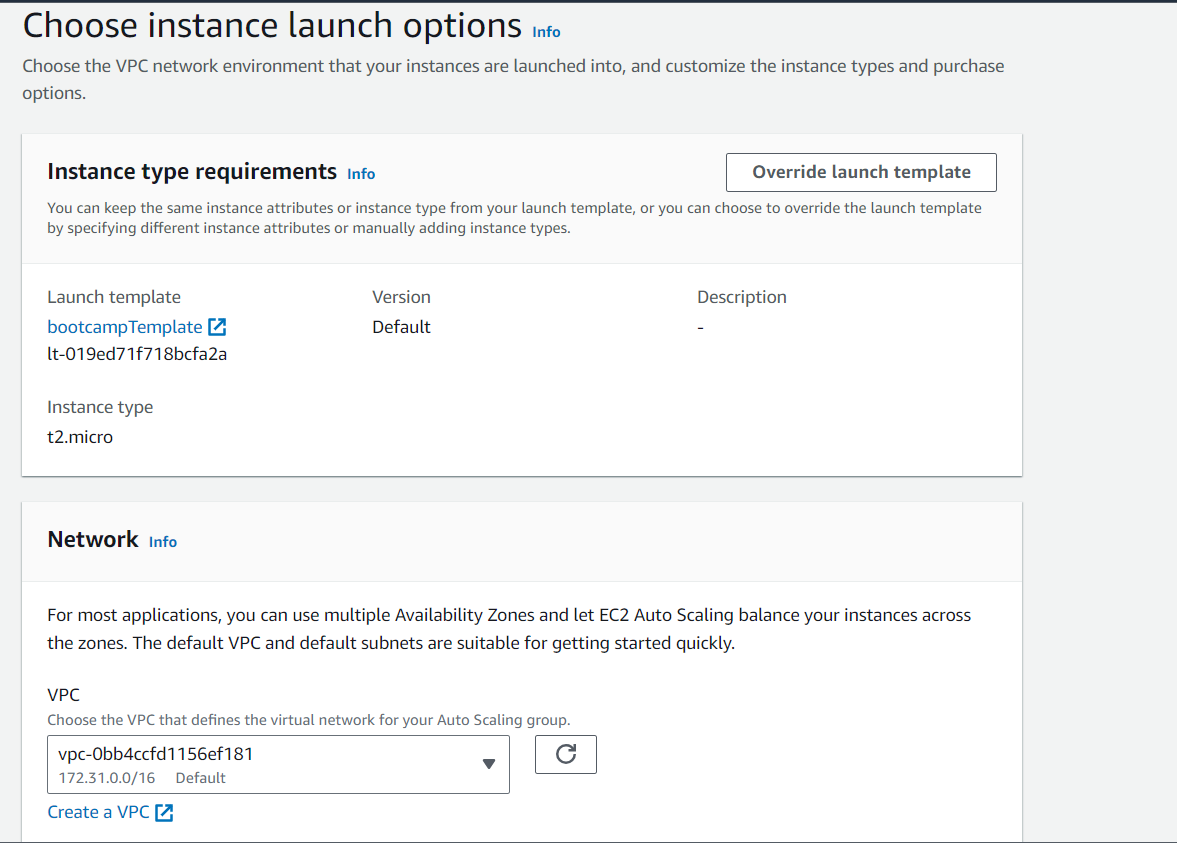 Choose instance launch options Info
Choose the VPC network environment that your instances are launched into, and customize the instance types and purchase
options.
Instance type requirements Info
Override launch template
You can keep the same instance attributes or instance type from your launch template, or you can choose to override the launch template
by specifying different instance attributes or manually adding instance types.
Launch template Version Description
bootcampTemplate Default -
lt-019ed71f718bcfa2a
Instance type
t2.micro
Network Info
For most applications, you can use multiple Availability Zones and let EC2 Auto Scaling balance your instances across
the zones. The default VPC and default subnets are suitable for getting started quickly.
VPC
Choose the VPC that defines the virtual network for your Auto Scaling group.
vpc-0bb4ccfd1156ef181
172.31.0.0/16 Default
Create a VPC